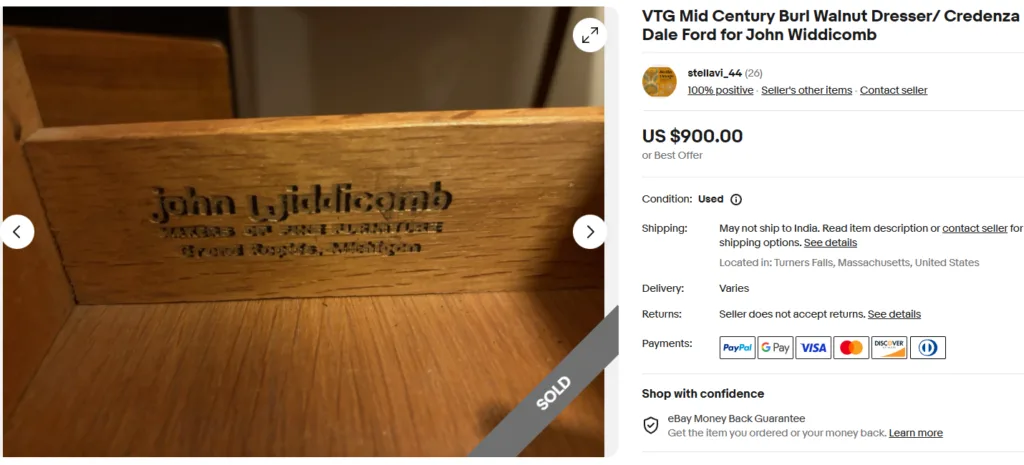 john widdicomb
MAKERS OF FINE FURNITURE
Grand Rapids, Michigan
SOLD
VTG Mid Century Burl Walnut Dresser/ Credenza
Dale Ford for John Widdicomb
stellavi_44 (26)
100% positive · Seller's other items · Contact seller
US $900.00
or Best Offer
Condition: Used
Shipping: May not ship to India. Read item description or contact seller for
shipping options. See details
Located in: Turners Falls, Massachusetts, United States
Delivery: Varies
Returns: Seller does not accept returns. See details
Payments: PayPal G Pay VISA DISCOVER
Shop with confidence
eBay Money Back Guarantee
Get the item you ordered or your money back. Learn more